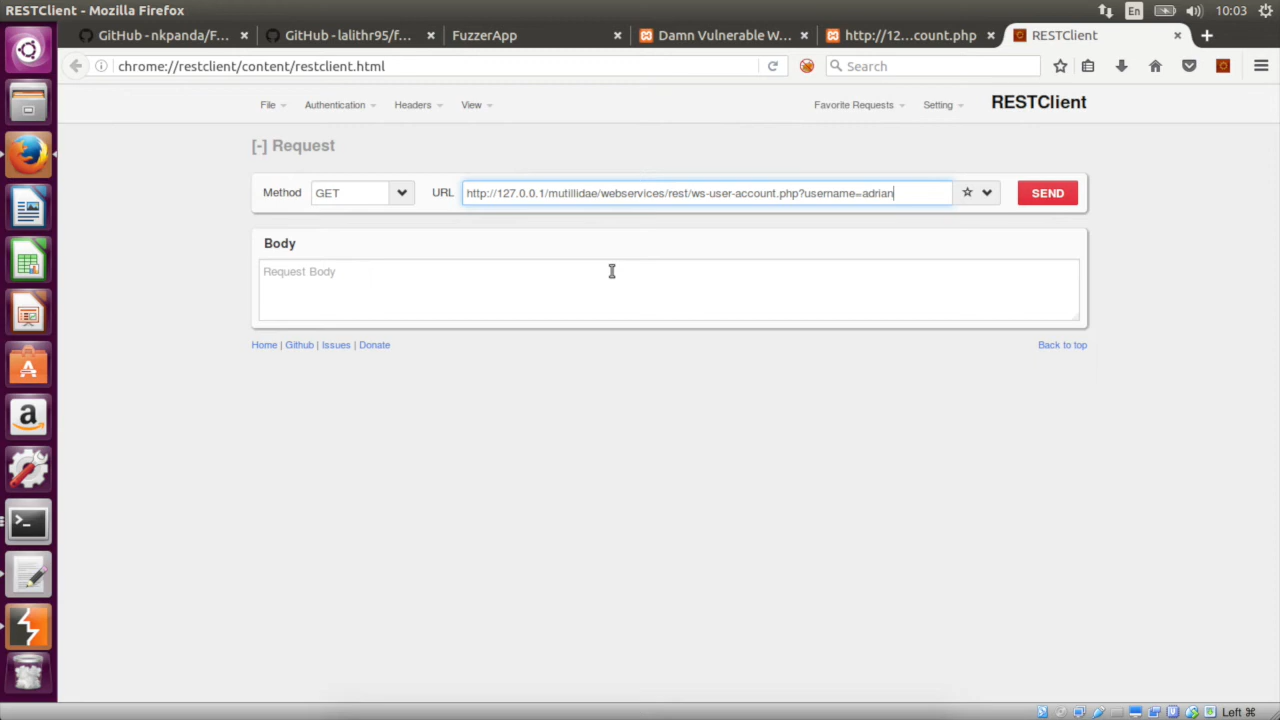 RESTClient - Mozilla Firefox
En
10:03
GitHub - nkpanda/F... ×
GitHub - lalith95/f... ×
FuzzerApp ×
Damn Vulnerable W... ×
http://12...count.php ×
RESTClient ×
chrome://restclient/content/restclient.html
Search
File
Authentication
Headers
View
Favorite Requests
Setting
RESTClient
[-] Request
Method
GET
URL
http://127.0.0.1/mutillidae/webservices/rest/ws-user-account.php?username=adrian
SEND
Body
Request Body
Home | Github | Issues | Donate
Back to top
Left ⌘